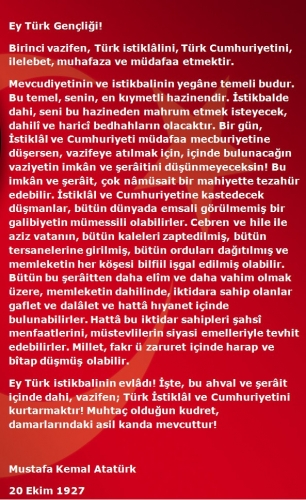 Ey Türk Gençliği!
Birinci vazifen, Türk istiklâlini, Türk Cumhuriyetini,
ilelebet, muhafaza ve müdafaa etmektir.
Mevcudiyetinin ve istikbalinin yegâne temeli budur.
Bu temel, senin, en kıymetli hazinendir. İstikbalde
dahi, seni bu hazineden mahrum etmek isteyecek,
dahilî ve haricî bedhahların olacaktır. Bir gün,
İstiklâl ve Cumhuriyeti müdafaa mecburiyetine
düşersen, vazifeye atılmak için, içinde bulunacağın
vaziyetin imkân ve şerâitini düşünmeyeceksin! Bu
imkân ve şerâit, çok nâmüsait bir mahiyette tezahür
edebilir. İstiklâl ve Cumhuriyetine kastedecek
düşmanlar, bütün dünyada emsali görülmemiş bir
galibiyetin mümessili olabilirler. Cebren ve hile ile
aziz vatanın, bütün kaleleri zaptedilmiş, bütün
tersanelerine girilmiş, bütün orduları dağıtılmış ve
memleketin her köşesi bilfiil işgal edilmiş olabilir.
Bütün bu şerâitten daha elîm ve daha vahim olmak
üzere, memleketin dahilinde, iktidara sahip olanlar
gaflet ve dalâlet ve hattâ hıyanet içinde
bulunabilirler. Hattâ bu iktidar sahipleri şahsî
menfaatlerini, müstevlilerin siyasi emelleriyle tevhit
edebilirler. Millet, fakr ü zaruret içinde harap ve
bîtap düşmüş olabilir.
Ey Türk istikbalinin evlâdı! İşte, bu ahval ve şerâit
içinde dahi, vazifen; Türk İstiklâl ve Cumhuriyetini
kurtarmaktır! Muhtaç olduğun kudret,
damarlarındaki asil kanda mevcuttur!
Mustafa Kemal Atatürk
20 Ekim 1927